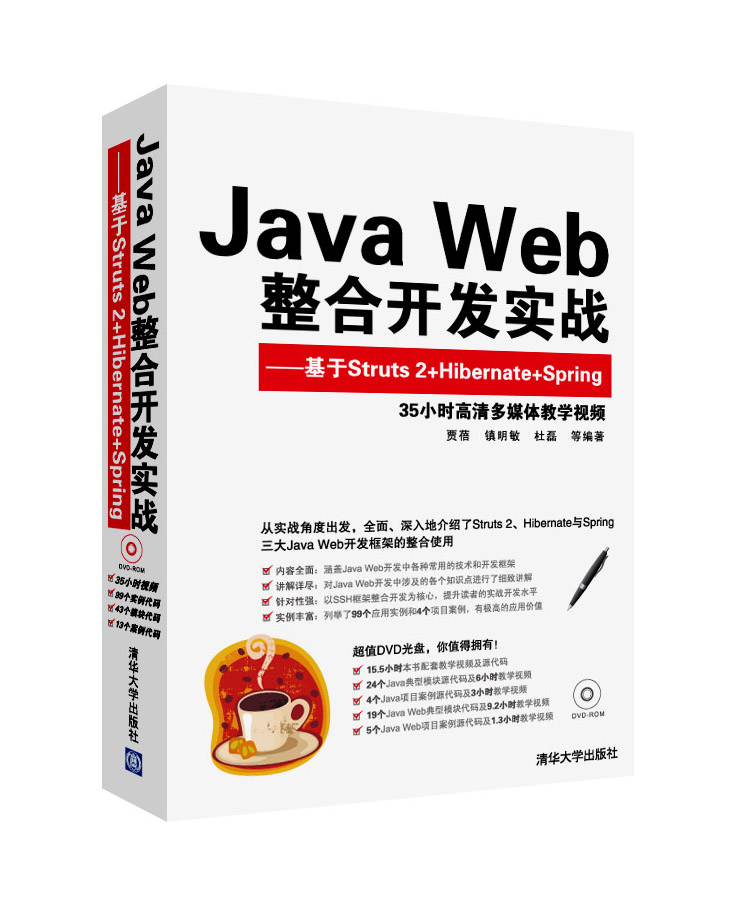 Java Web整合开发实战
——基于Struts 2+Hibernate+Spring
DVD-ROM
35小时视频
99个实例代码
43个模块代码
13个案例代码
清华大学出版社
Java Web
整合开发实战
——基于Struts 2+Hibernate+Spring
35小时高清多媒体教学视频
贾蓓 镇明敏 杜磊 等编著
从实战角度出发，全面、深入地介绍了Struts 2、Hibernate与Spring
三大Java Web开发框架的整合使用
内容全面：涵盖Java Web开发中各种常用的技术和开发框架
讲解详尽：对Java Web开发中涉及的各个知识点进行了细致讲解
针对性强：以SSH框架整合开发为核心，提升读者的实战开发水平
实例丰富：列举了99个应用实例和4个项目案例，有极高的应用价值
超值DVD光盘，你值得拥有！
15.5小时本书配套教学视频及源代码
24个Java典型模块源代码及6小时教学视频
4个Java项目案例源代码及3小时教学视频
19个Java Web典型模块代码及9.2小时教学视频
5个Java Web项目案例源代码及1.3小时教学视频
DVD-ROM
清华大学出版社